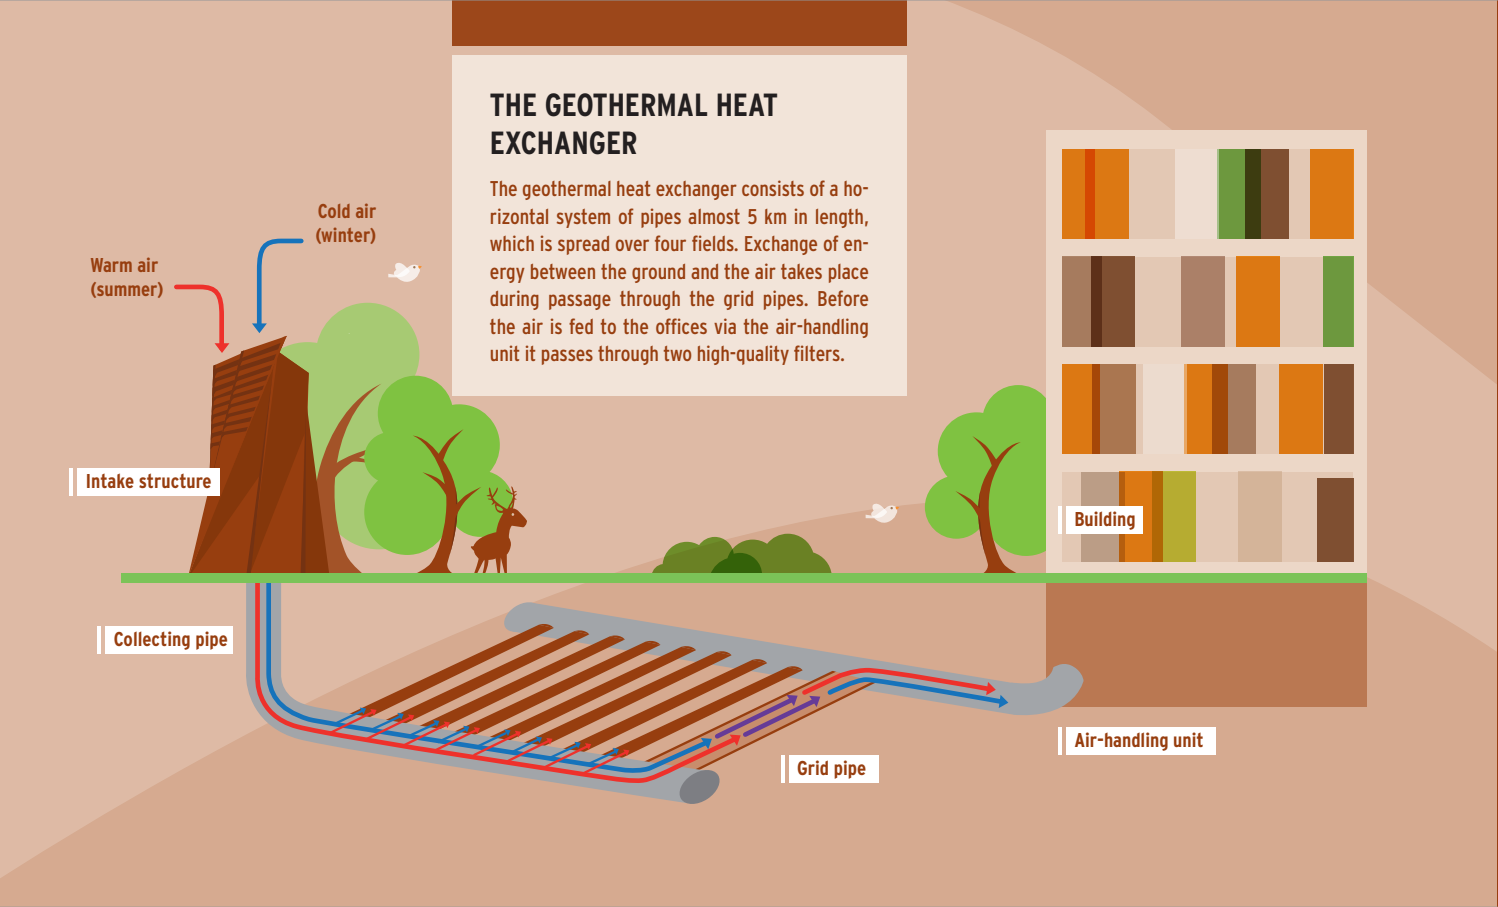 THE GEOTHERMAL HEAT
EXCHANGER
The geothermal heat exchanger consists of a ho-
rizontal system of pipes almost 5 km in length,
which is spread over four fields. Exchange of en-
ergy between the ground and the air takes place
during passage through the grid pipes. Before
the air is fed to the offices via the air-handling
unit it passes through two high-quality filters.
Cold air
(winter)
Warm air
(summer)
Intake structure
Building
Collecting pipe
Air-handling unit
Grid pipe